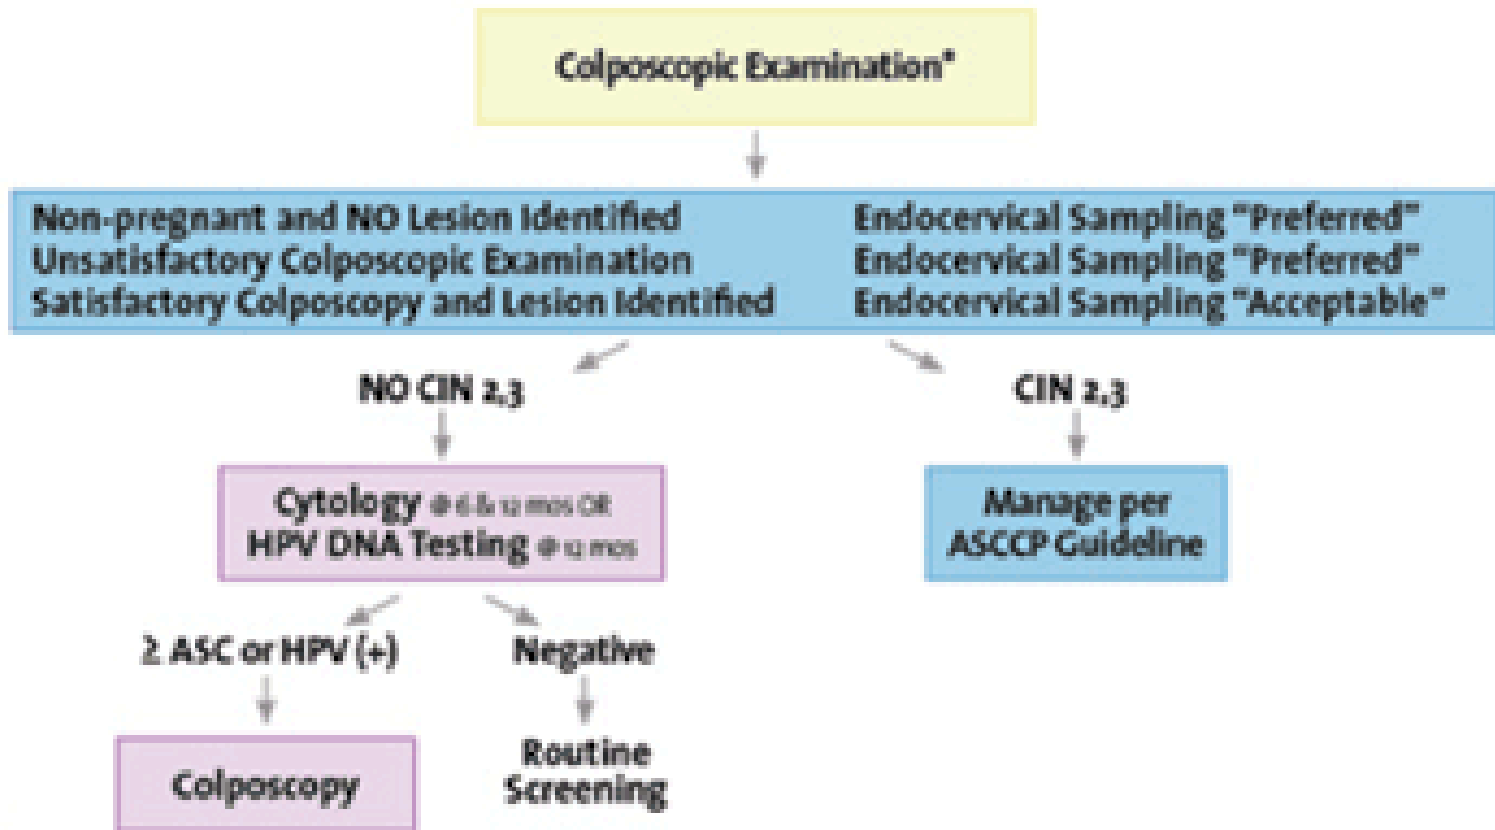 Colposcopic Examination*
Non-pregnant and NO Lesion Identified Endocervical Sampling "Preferred"
Unsatisfactory Colposcopic Examination Endocervical Sampling "Preferred"
Satisfactory Colposcopy and Lesion Identified Endocervical Sampling "Acceptable"
NO CIN 2,3
CIN 2,3
Cytology @ 6 & 12 mos OR
HPV DNA Testing @ 12 mos
Manage per
ASCCP Guideline
≥ ASC or HPV (+)
Negative
Colposcopy
Routine
Screening